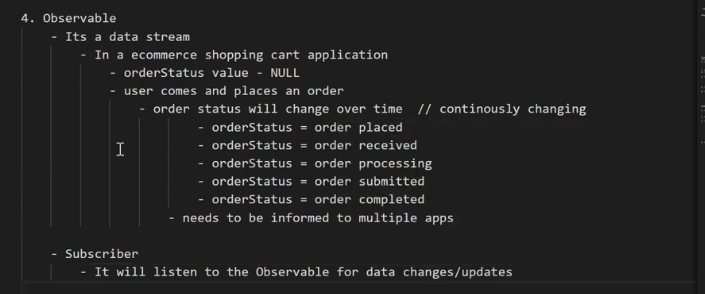 4. Observable
- Its a data stream
- In a ecommerce shopping cart application
- orderStatus value - NULL
- user comes and places an order
- order status will change over time // continously changing
- orderStatus = order placed
- orderStatus = order received
- orderStatus = order processing
- orderStatus = order submitted
- orderStatus = order completed
- needs to be informed to multiple apps
- Subscriber
- It will listen to the Observable for data changes/updates